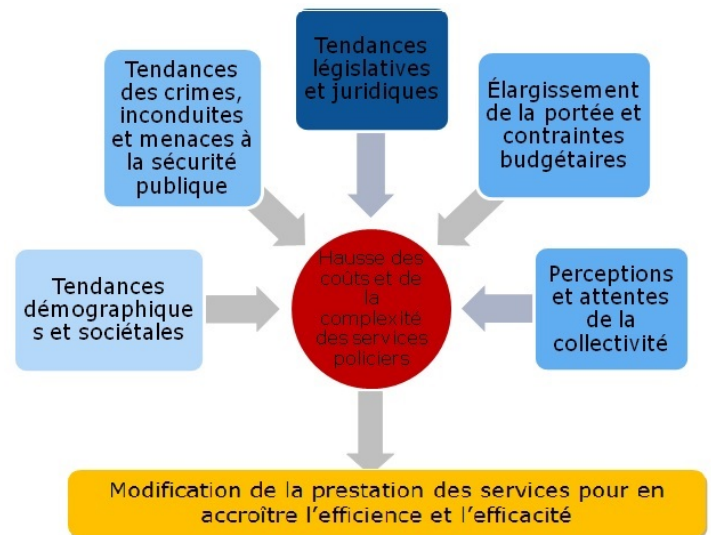 Tendances
législatives
et juridiques
Tendances
des crimes,
inconduites
et menaces à
la sécurité
publique
Élargissement
de la portée et
contraintes
budgétaires
Tendances
démographique
s et sociétales
Hausse des
coûts et de
la
complexité
des services
policiers
Perceptions
et attentes
de la
collectivité
Modification de la prestation des services pour en
accroître l’efficience et l’efficacité